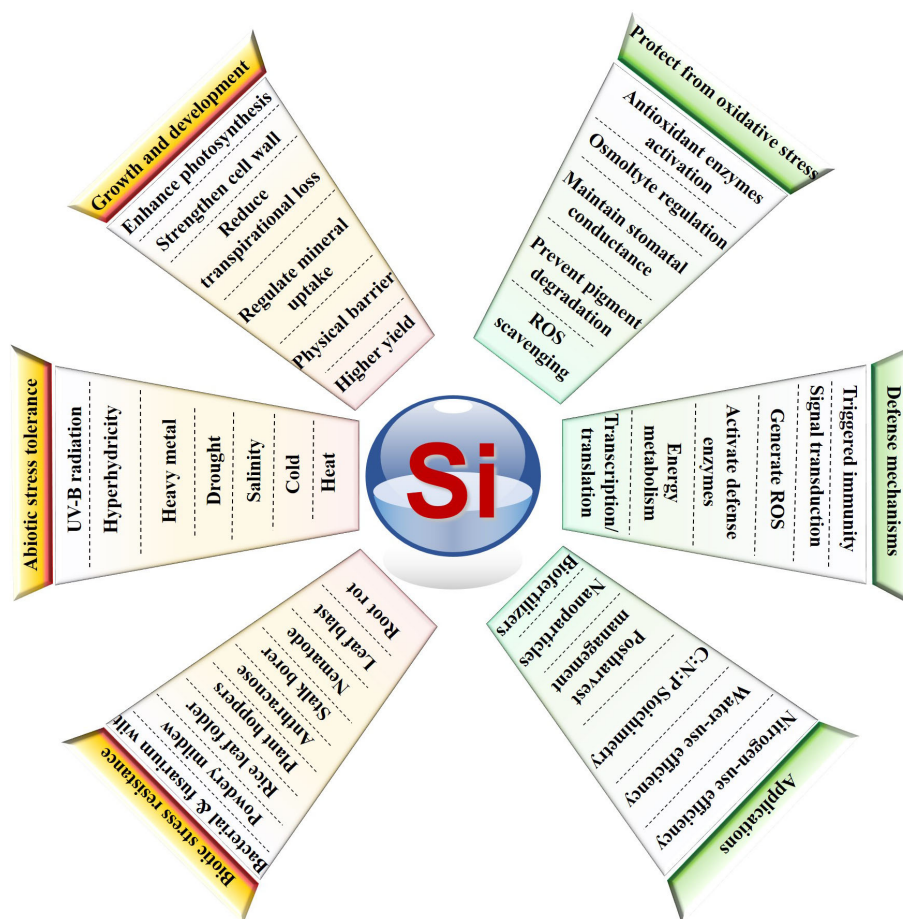 Growth and development
Enhance photosynthesis
Strengthen cell wall
Reduce
transpirational loss
Regulate mineral
uptake
Physical barrier
Higher yield
Protect from oxidative stress
Antioxidant enzymes
activation
Osmoltyte regulation
Maintain stomatal
conductance
Prevent pigment
degradation
ROS
scavenging
Abiotic stress tolerance
UV-B radiation
Hyperhydricity
Heavy metal
Drought
Salinity
Cold
Heat
Si
Defense mechanisms
Triggered immunity
Signal transduction
Generate ROS
Activate defense
enzymes
Energy
metabolism
Transcription/
translation
Biotic stress resistance
Bacterial & fusarium wilt
Powdery mildew
Rice leaf folder
Plant hoppers
Anthracnose
Stalk borer
Nematode
Leaf blast
Root rot
Applications
Nitrogen-use efficiency
Water-use efficiency
C:N:P Stoichimetry
Postharvest
management
Nanoparticles
Biofertilizers